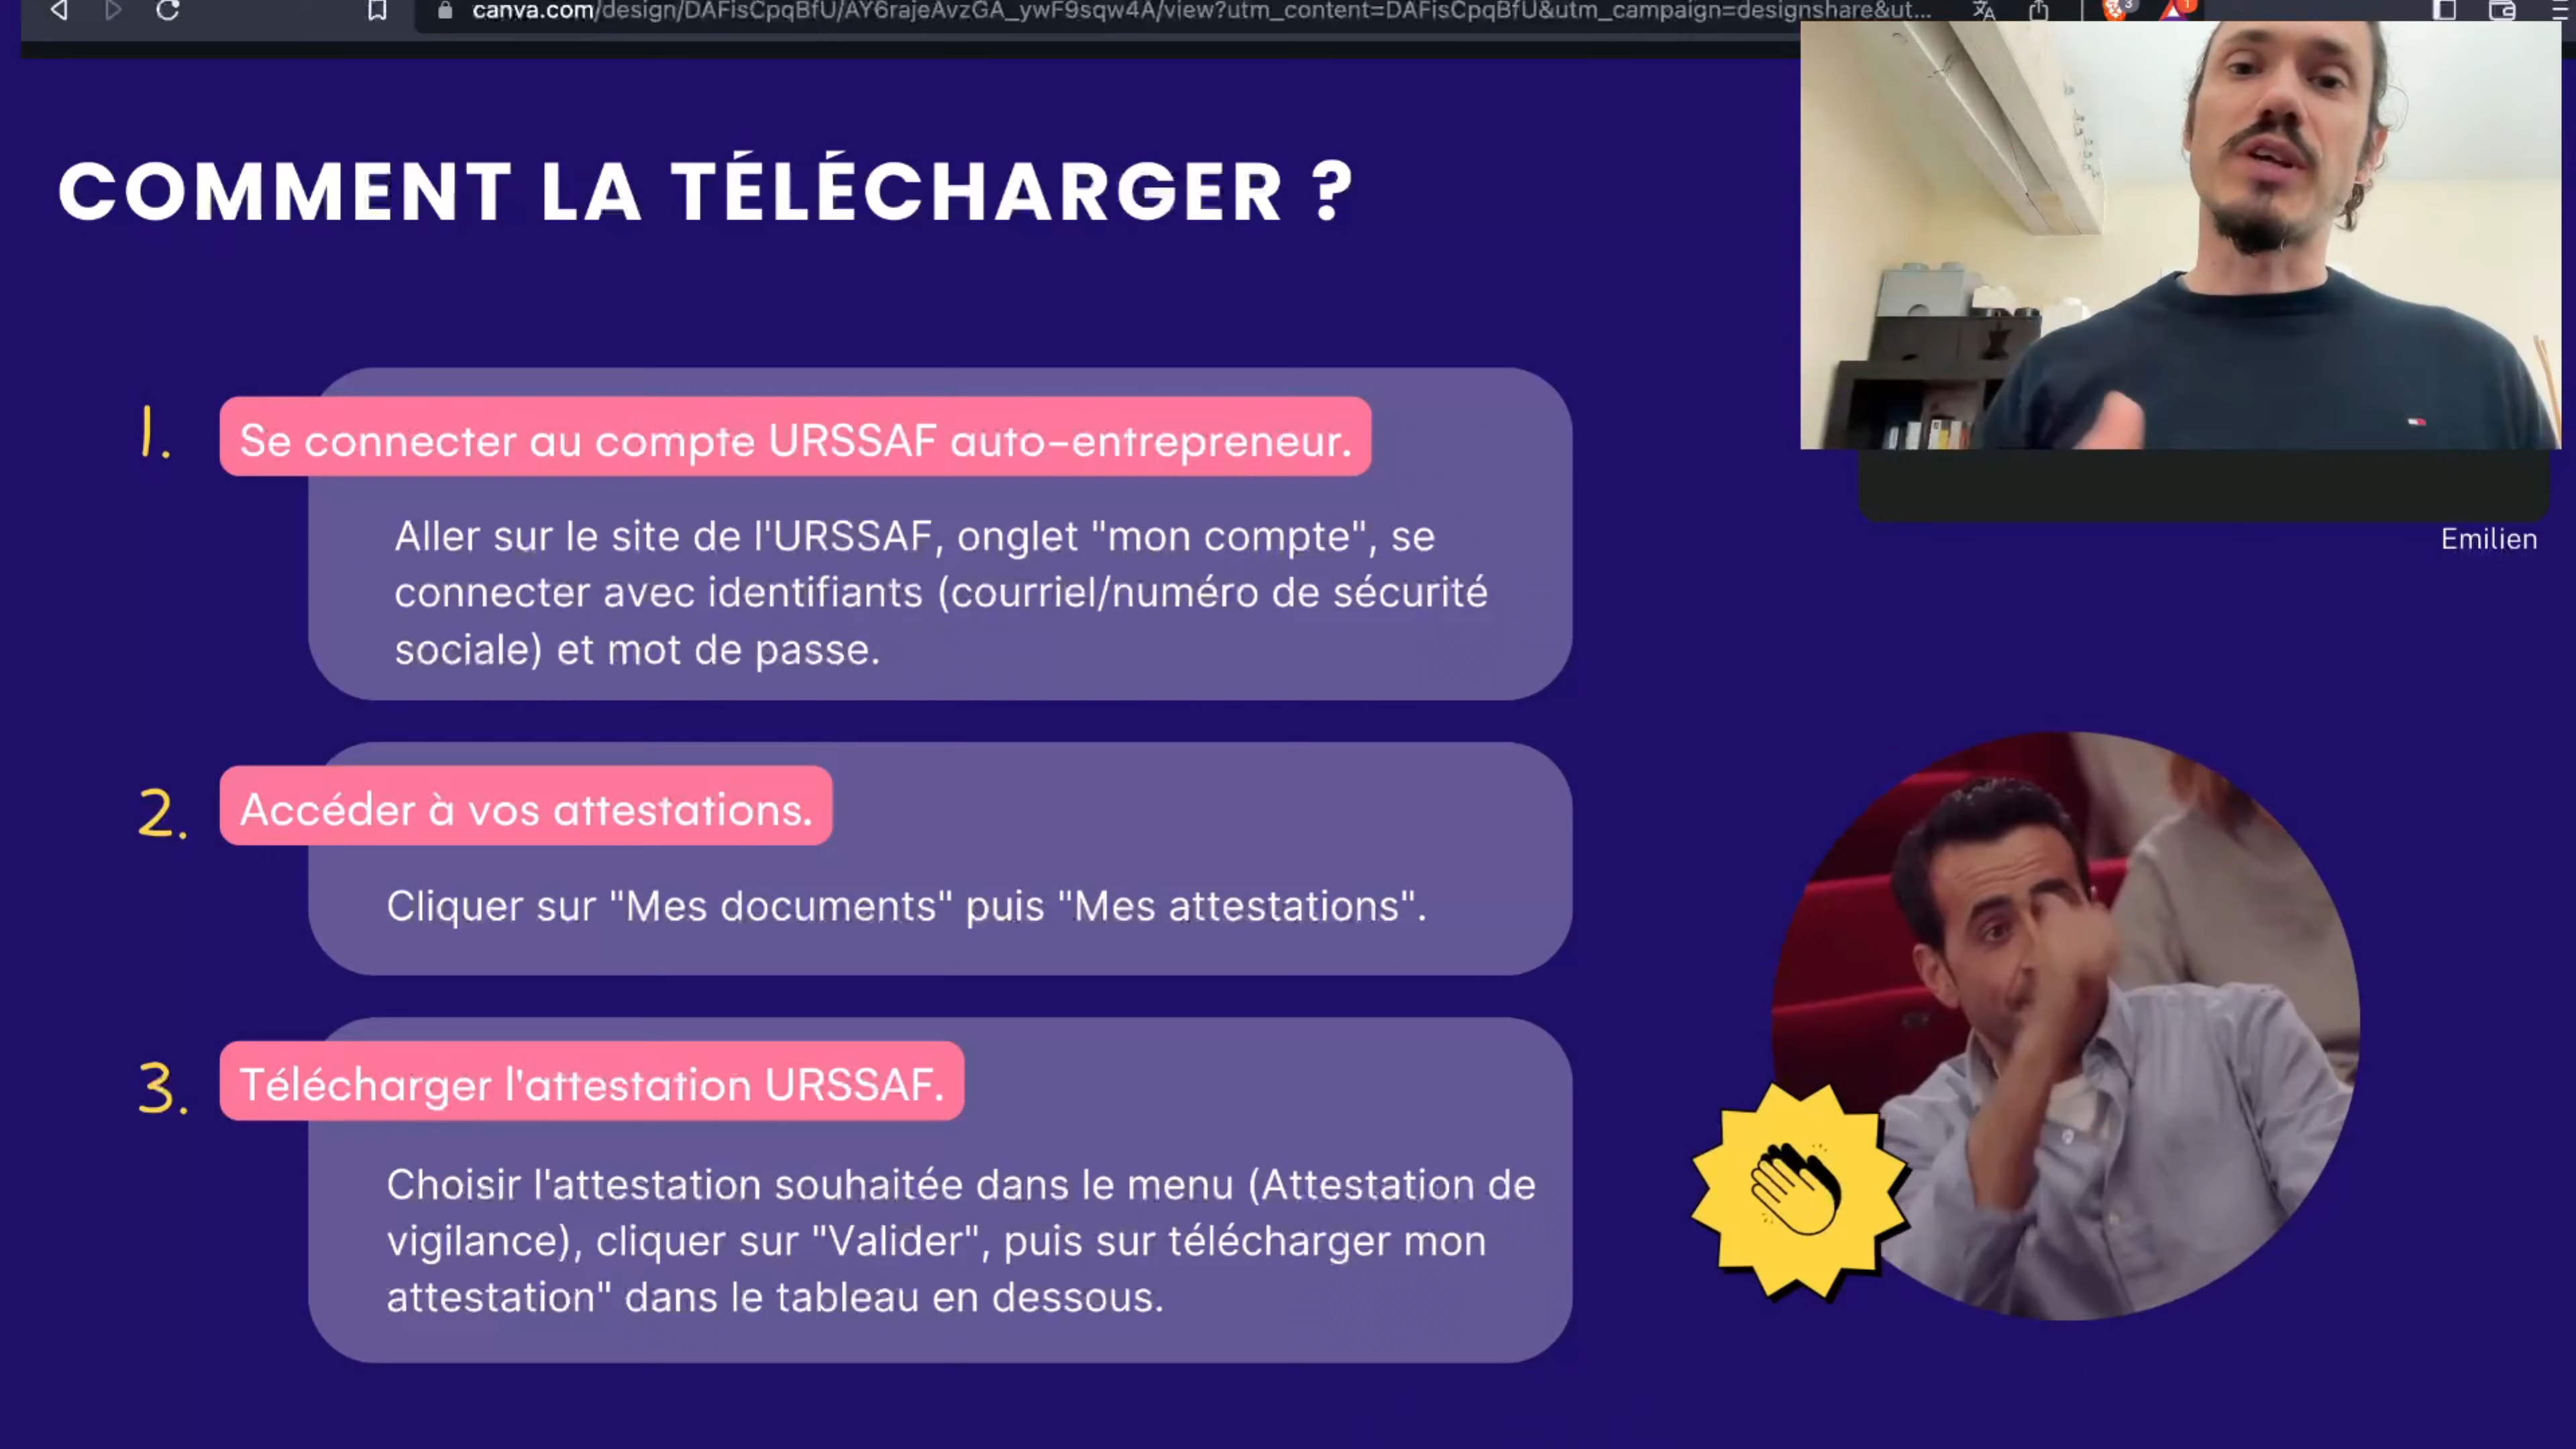 canva.com/design/DAFisCpqBfU/AY6rajeAvzGA_ywF9sqw4A/view?utm_content=DAFisCpqBfU&utm_campaign=designshare&ut...
3
1
COMMENT LA TÉLÉCHARGER ?
1.
Se connecter au compte URSSAF auto-entrepreneur.
Aller sur le site de l'URSSAF, onglet "mon compte", se
connecter avec identifiants (courriel/numéro de sécurité
sociale) et mot de passe.
Emilien
2.
Accéder à vos attestations.
Cliquer sur "Mes documents" puis "Mes attestations".
3.
Télécharger l'attestation URSSAF.
Choisir l'attestation souhaitée dans le menu (Attestation de
vigilance), cliquer sur "Valider", puis sur télécharger mon
attestation" dans le tableau en dessous.